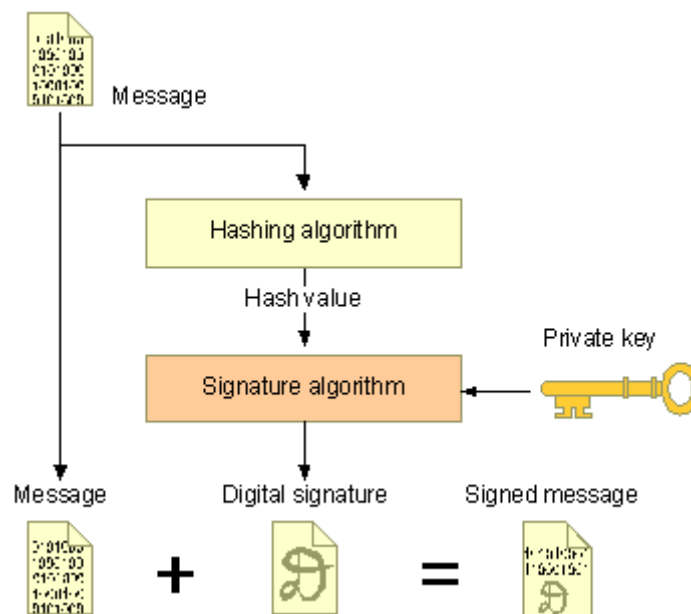 Message
Hashing algorithm
Hash value
Private key
Signature algorithm
Message
Digital signature
Signed message
+
=